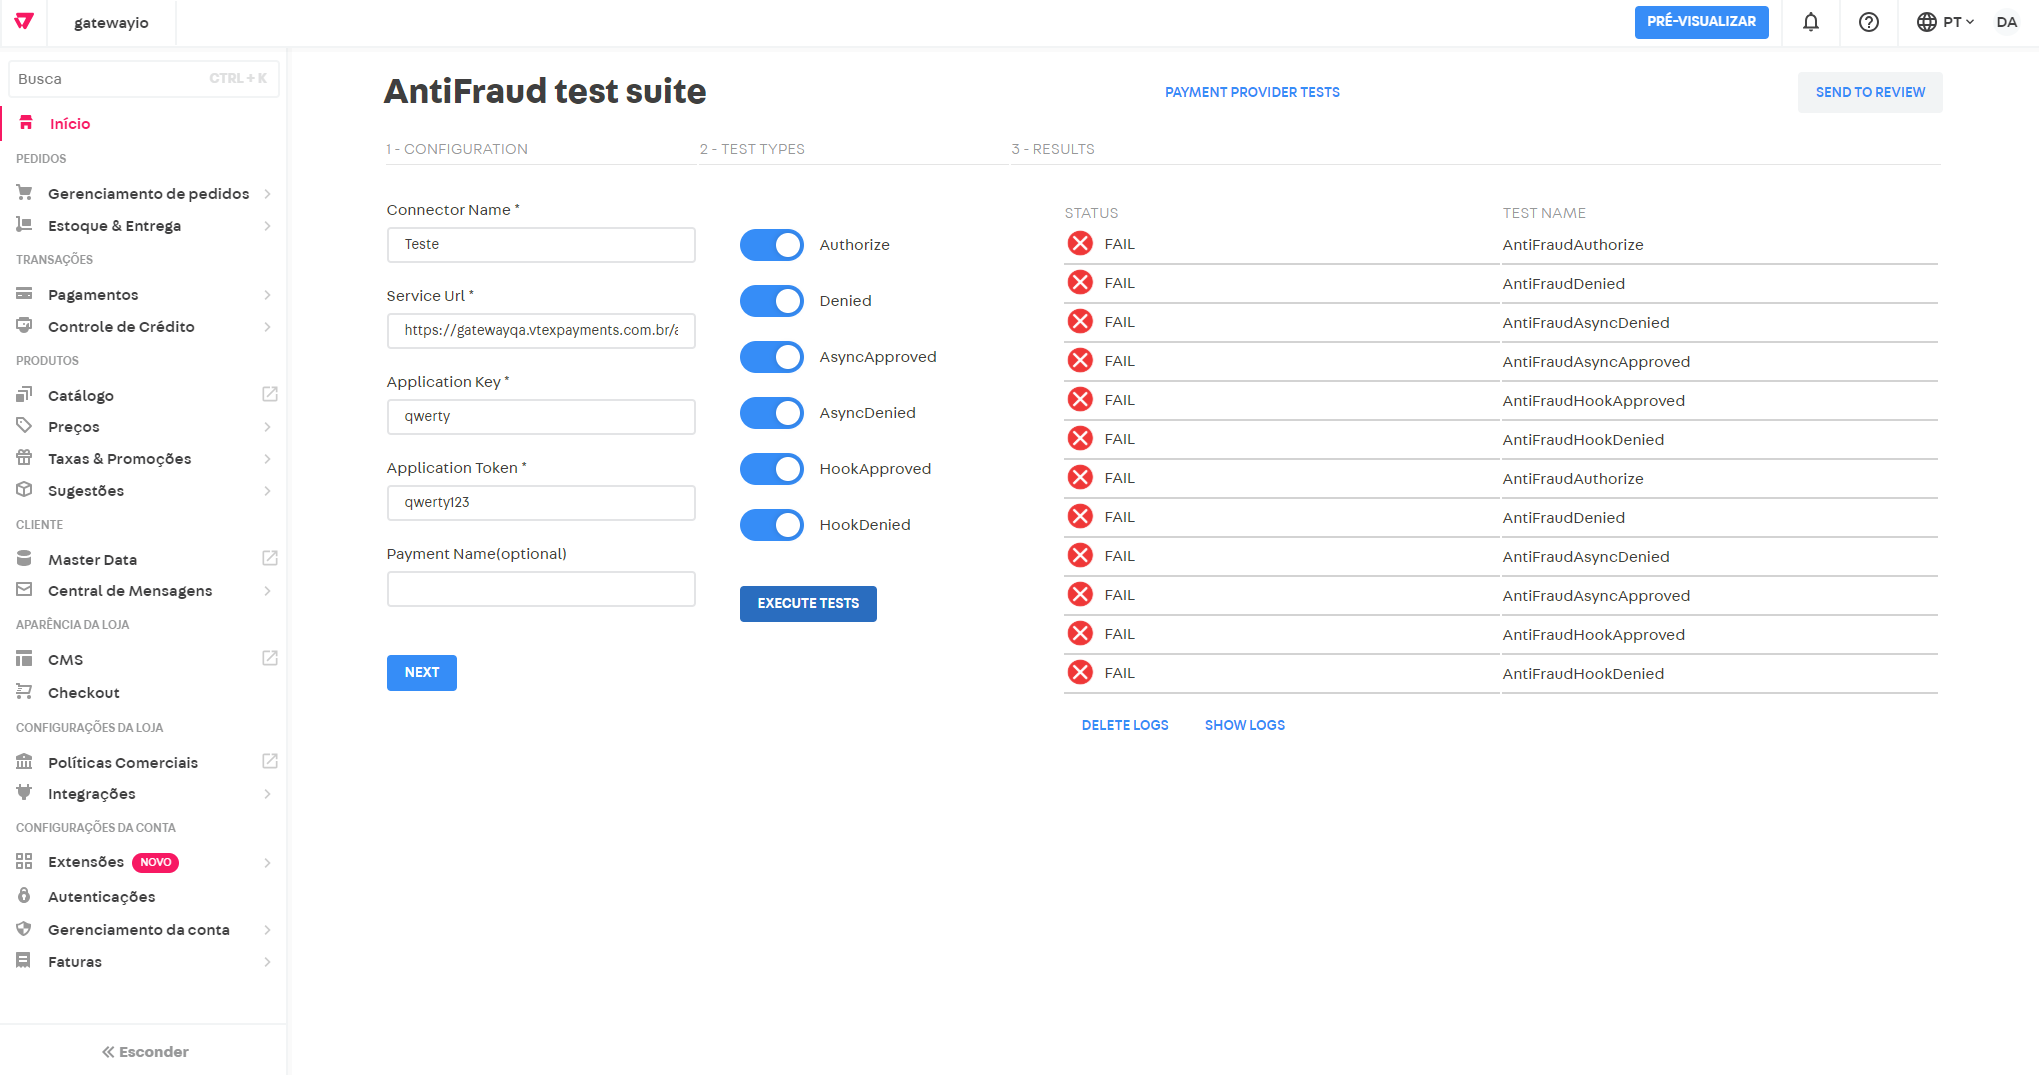 gatewayio
PRÉ-VISUALIZAR
PT
DA
Busca
CTRL + K
Início
PEDIDOS
Gerenciamento de pedidos
Estoque & Entrega
TRANSAÇÕES
Pagamentos
Controle de Crédito
PRODUTOS
Catálogo
Preços
Taxas & Promoções
Sugestões
CLIENTE
Master Data
Central de Mensagens
APARÊNCIA DA LOJA
CMS
Checkout
CONFIGURAÇÕES DA LOJA
Políticas Comerciais
Integrações
CONFIGURAÇÕES DA CONTA
Extensões NOVO
Autenticações
Gerenciamento da conta
Faturas
Esconder
AntiFraud test suite
PAYMENT PROVIDER TESTS
SEND TO REVIEW
1 - CONFIGURATION
2 - TEST TYPES
3 - RESULTS
Connector Name *
Teste
Service Url *
https://gatewayqa.vtexpayments.com.br/a
Application Key *
qwerty
Application Token *
qwerty123
Payment Name(optional)
NEXT
Authorize
Denied
AsyncApproved
AsyncDenied
HookApproved
HookDenied
EXECUTE TESTS
STATUS TEST NAME
FAIL AntiFraudAuthorize
FAIL AntiFraudDenied
FAIL AntiFraudAsyncDenied
FAIL AntiFraudAsyncApproved
FAIL AntiFraudHookApproved
FAIL AntiFraudHookDenied
FAIL AntiFraudAuthorize
FAIL AntiFraudDenied
FAIL AntiFraudAsyncDenied
FAIL AntiFraudAsyncApproved
FAIL AntiFraudHookApproved
FAIL AntiFraudHookDenied
DELETE LOGS
SHOW LOGS